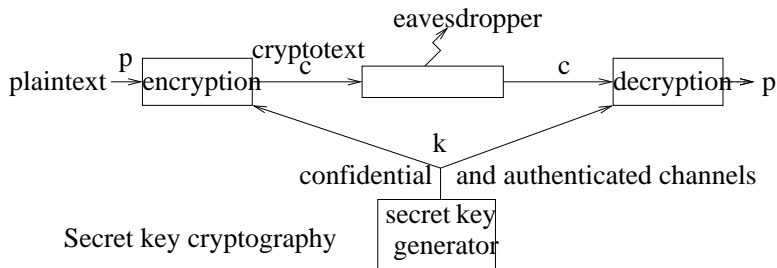 eavesdropper
cryptotext
p
plaintext
encryption
c
c
decryption
p
k
confidential and authenticated channels
secret key
generator
Secret key cryptography